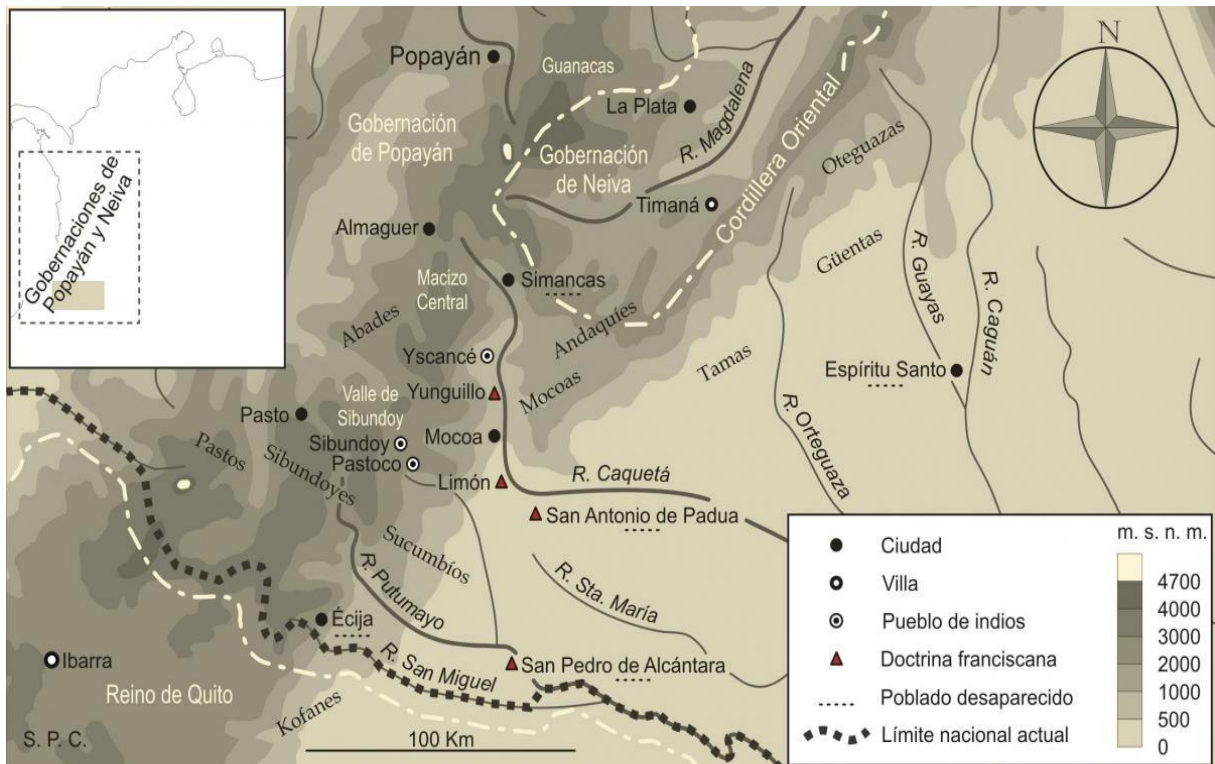 Gobernaciones de
Popayán y Neiva
Popayán
Guanacas
La Plata
R. Magdalena
Gobernación
de Popayán
Gobernación
de Neiva
Cordillera Oriental
Oteguazas
N
Timaná
Almaguer
Güentas
R. Guayas
R. Caguán
Macizo
Central
Simancas
Abades
Andaquíes
Yscancé
Tamas
Espíritu Santo
Yunguillo
Mocoas
Valle de
Sibundoy
Pasto
R. Orteguaza
Mocoa
Sibundoy
Pastoco
Pastos
Sibundoyes
Limón
R. Caquetá
San Antonio de Padua
Sucumbíos
R. Putumayo
R. Sta. María
Écija
Ibarra
R. San Miguel
San Pedro de Alcántara
Reino de Quito
Kofanes
S. P. C.
100 Km
Ciudad
Villa
Pueblo de indios
Doctrina franciscana
Poblado desaparecido
Límite nacional actual
m. s. n. m.
4700
4000
3000
2000
1000
500
0